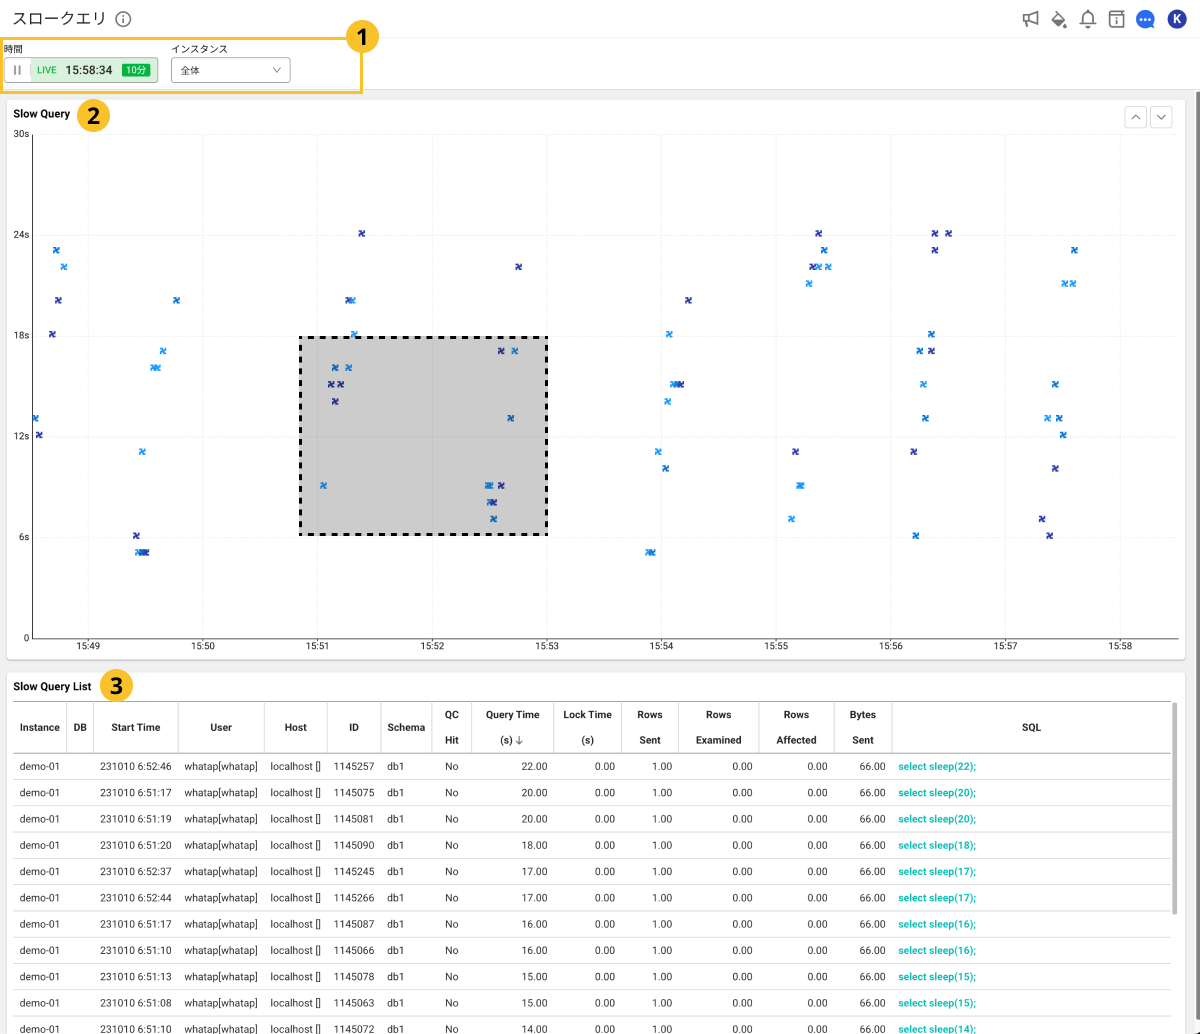 スロークエリ
K
1
時間 インスタンス
LIVE 15:58:34 10分 全体
Slow Query 2
30s
24s
18s
12s
6s
0
15:49 15:50 15:51 15:52 15:53 15:54 15:55 15:56 15:57 15:58
Slow Query List 3
Instance DB Start Time User Host ID Schema QC Hit Query Time (s) ↓ Lock Time (s) Rows Sent Rows Examined Rows Affected Bytes Sent SQL
demo-01 231010 6:52:46 whatap[whatap] localhost [] 1145257 db1 No 22.00 0.00 1.00 0.00 0.00 66.00 select sleep(22);
demo-01 231010 6:51:17 whatap[whatap] localhost [] 1145075 db1 No 20.00 0.00 1.00 0.00 0.00 66.00 select sleep(20);
demo-01 231010 6:51:19 whatap[whatap] localhost [] 1145081 db1 No 20.00 0.00 1.00 0.00 0.00 66.00 select sleep(20);
demo-01 231010 6:51:20 whatap[whatap] localhost [] 1145090 db1 No 18.00 0.00 1.00 0.00 0.00 66.00 select sleep(18);
demo-01 231010 6:52:37 whatap[whatap] localhost [] 1145245 db1 No 17.00 0.00 1.00 0.00 0.00 66.00 select sleep(17);
demo-01 231010 6:52:44 whatap[whatap] localhost [] 1145266 db1 No 17.00 0.00 1.00 0.00 0.00 66.00 select sleep(17);
demo-01 231010 6:51:17 whatap[whatap] localhost [] 1145087 db1 No 16.00 0.00 1.00 0.00 0.00 66.00 select sleep(16);
demo-01 231010 6:51:10 whatap[whatap] localhost [] 1145066 db1 No 16.00 0.00 1.00 0.00 0.00 66.00 select sleep(16);
demo-01 231010 6:51:13 whatap[whatap] localhost [] 1145078 db1 No 15.00 0.00 1.00 0.00 0.00 66.00 select sleep(15);
demo-01 231010 6:51:08 whatap[whatap] localhost [] 1145063 db1 No 15.00 0.00 1.00 0.00 0.00 66.00 select sleep(15);
demo-01 231010 6:51:10 whatap[whatap] localhost [] 1145072 db1 No 14.00 0.00 1.00 0.00 0.00 66.00 select sleep(14);